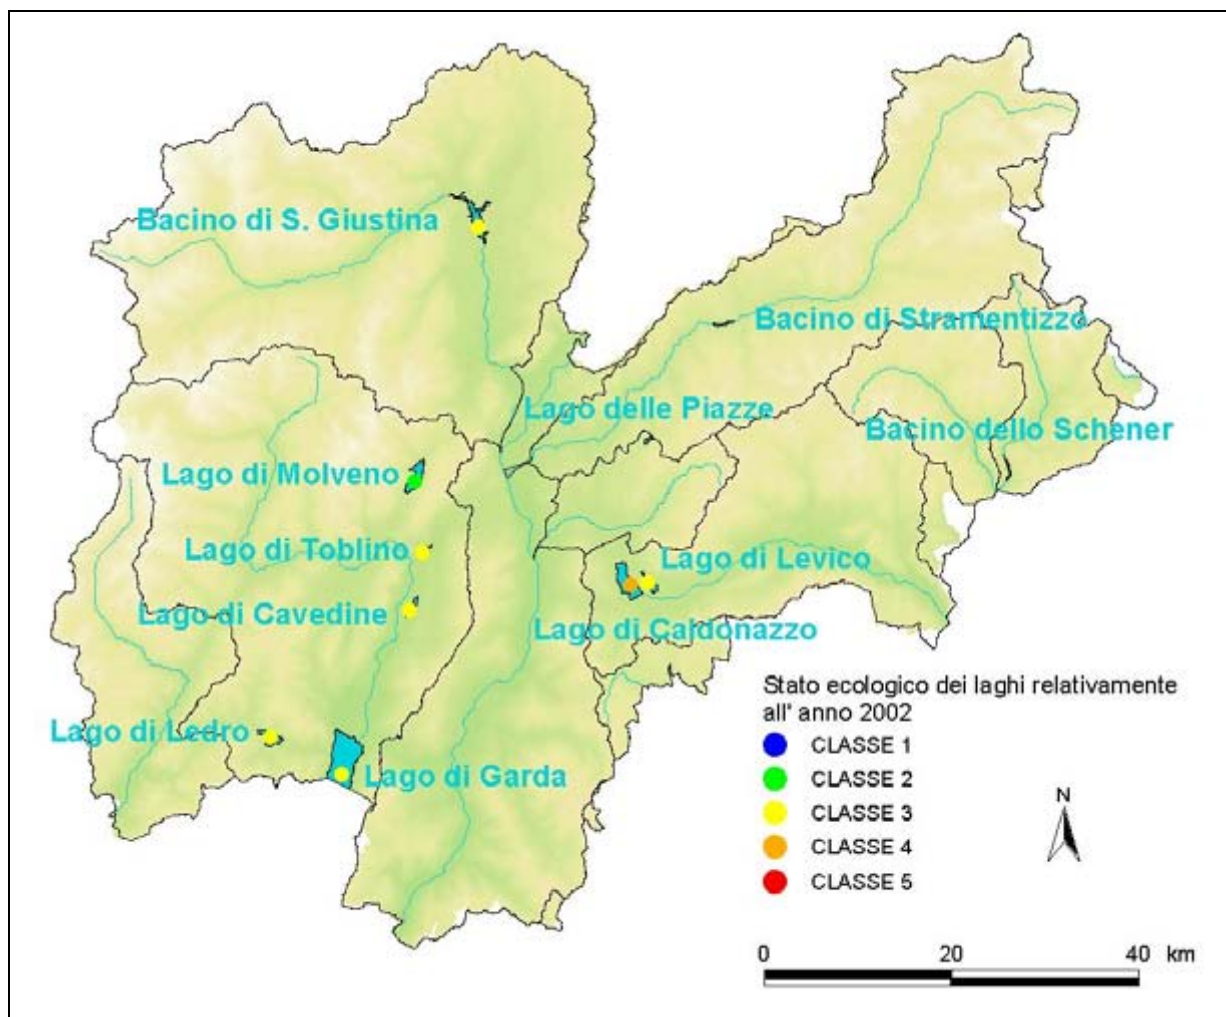 Bacino di S. Giustina
Bacino di Stramentizzo
Lago delle Piazze
Bacino dello Schener
Lago di Molveno
Lago di Toblino
Lago di Levico
Lago di Cavedine
Lago di Caldonazzo
Lago di Ledro
Lago di Garda
Stato ecologico dei laghi relativamente
all' anno 2002
CLASSE 1
CLASSE 2
CLASSE 3
CLASSE 4
CLASSE 5
N
0 20 40 km